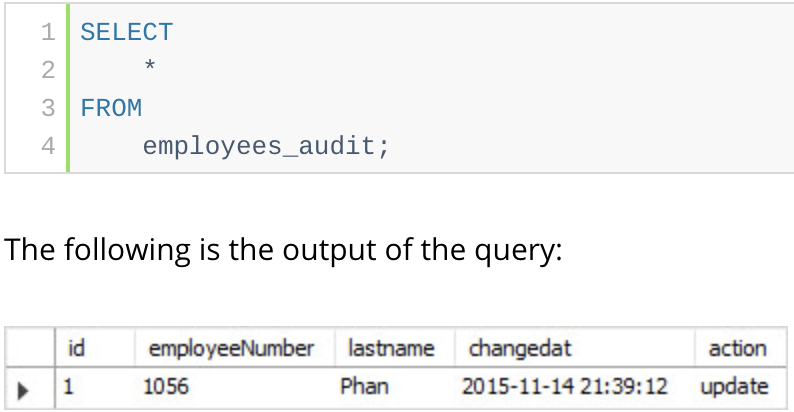 1 SELECT
2 *
3 FROM
4 employees_audit;
The following is the output of the query:
id employeeNumber lastname changedat action
1 1056 Phan 2015-11-14 21:39:12 update